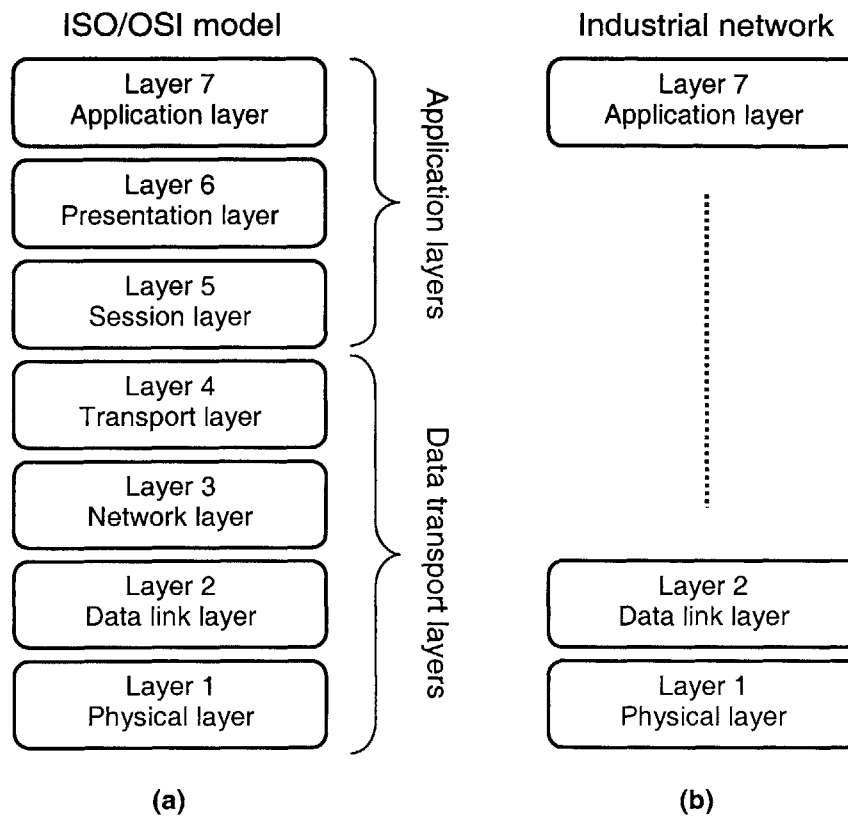 ISO/OSI model
Layer 7
Application layer
Layer 6
Presentation layer
Layer 5
Session layer
Layer 4
Transport layer
Layer 3
Network layer
Layer 2
Data link layer
Layer 1
Physical layer
Application layers
Data transport layers
(a)
Industrial network
Layer 7
Application layer
Layer 2
Data link layer
Layer 1
Physical layer
(b)